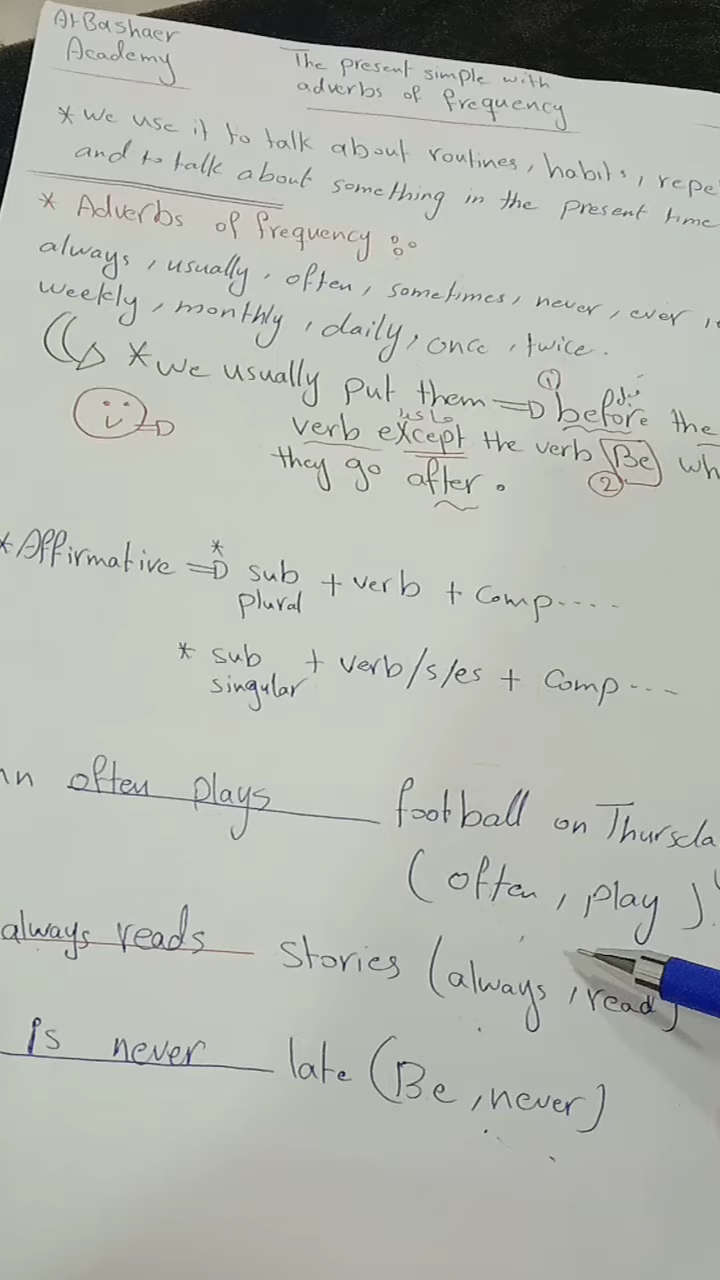 Al-Bashaer
Academy
The present simple with
adverbs of frequency
* We use it to talk about routines, habits, repe
and to talk about something in the present time
* Adverbs of frequency :
always, usually, often, sometimes, never, ever,
weekly, monthly, daily, once, twice.
* We usually put them ⇒ ① before the
verb except the verb Be wh
② they go after.
* Affirmative ⇒ * sub + verb + comp....
plural
* sub + verb/s/es + comp...
singular
often plays football on Thursda
(often, play).
always reads stories (always, read)
is never late (Be, never)